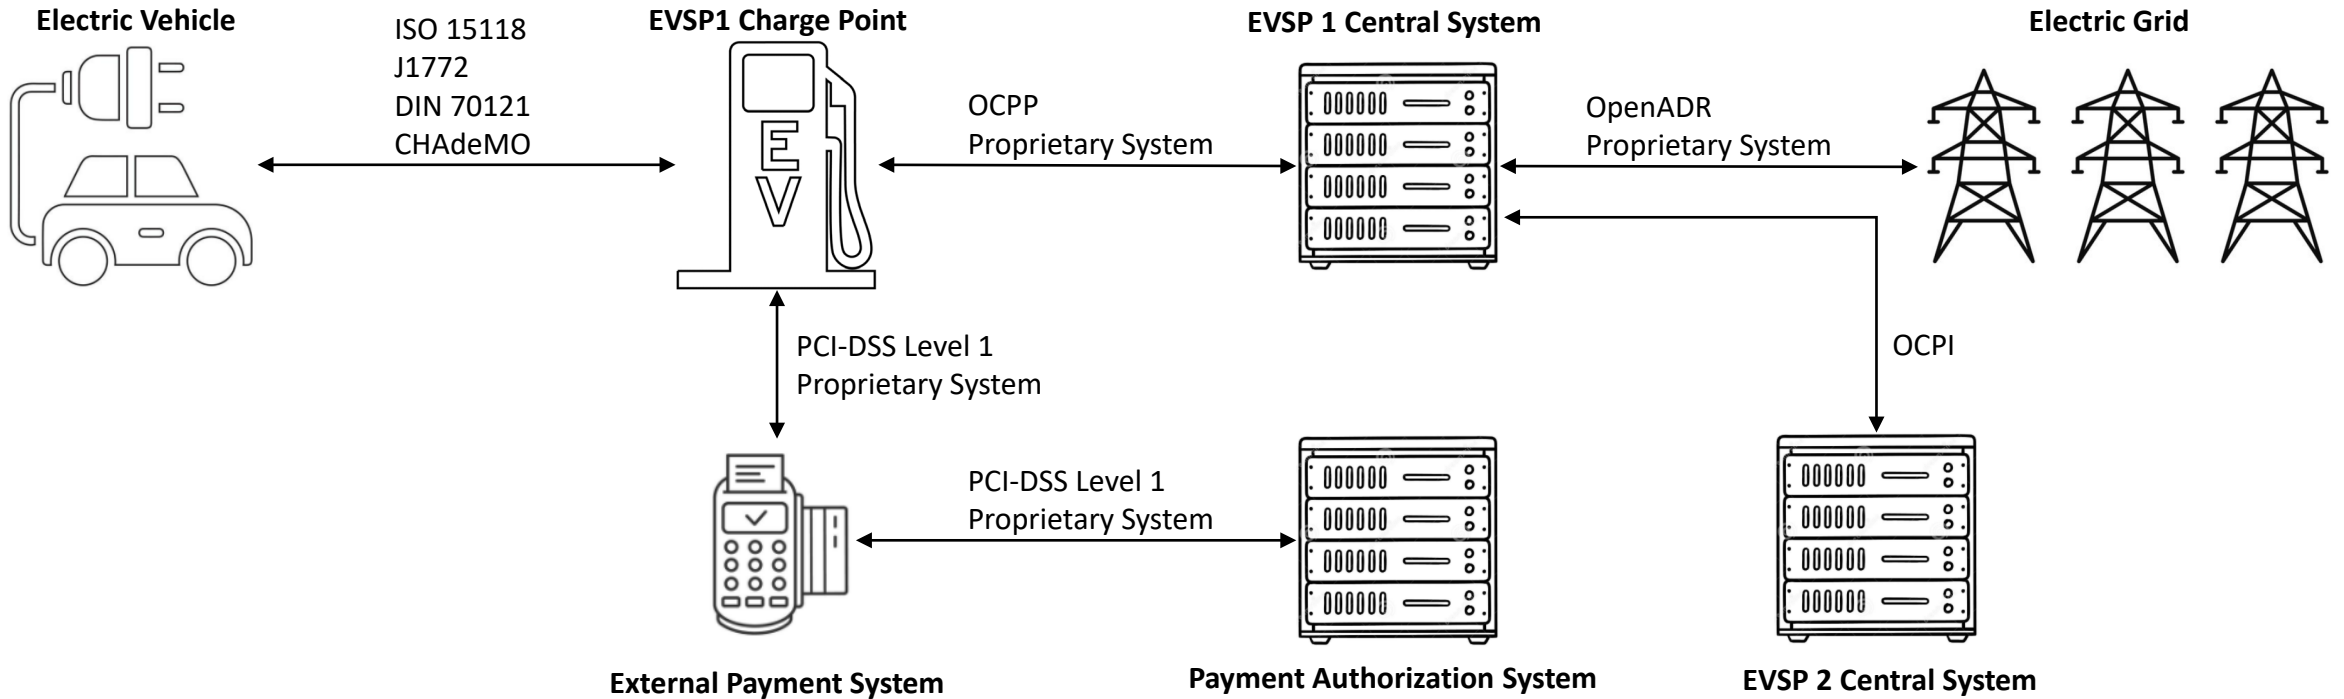 Electric Vehicle
ISO 15118
J1772
DIN 70121
CHAdeMO
EVSP1 Charge Point
E
V
OCPP
Proprietary System
EVSP 1 Central System
OpenADR
Proprietary System
Electric Grid
PCI-DSS Level 1
Proprietary System
OCPI
PCI-DSS Level 1
Proprietary System
External Payment System
Payment Authorization System
EVSP 2 Central System